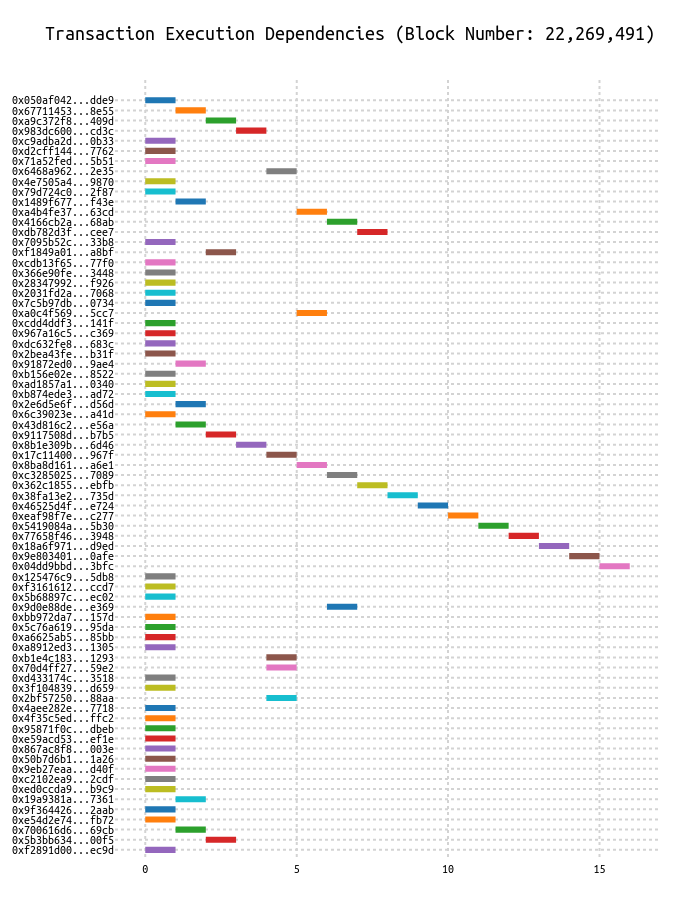 Transaction Execution Dependencies (Block Number: 22,269,491)
0x050af042...dde9
0x67711453...8e55
0xa9c372f8...409d
0x983dc600...cd3c
0xc9adba2d...0b33
0xd2cff144...7762
0x71a52fed...5b51
0x6468a962...2e35
0x4e7505a4...9870
0x79d724c0...2f87
0x1489f677...f43e
0xa4b4fe37...63cd
0x4166cb2a...68ab
0xdb782d3f...cee7
0x7095b52c...33b8
0xf1849a01...a8bf
0xcdb13f65...77f0
0x366e90fe...3448
0x28347992...f926
0x2031fd2a...7068
0x7c5b97db...0734
0xa0c4f569...5cc7
0xcdd4ddf3...141f
0x967a16c5...c369
0xdc632fe8...683c
0x2bea43fe...b31f
0x91872ed0...9ae4
0xb156e02e...8522
0xad1857a1...0340
0xb874ede3...ad72
0x2e6d5e6f...d56d
0x6c39023e...a41d
0x43d816c2...e56a
0x9117508d...b7b5
0x8b1e309b...6d46
0x17c11400...967f
0x8ba8d161...a6e1
0xc3285025...7089
0x362c1855...ebfb
0x38fa13e2...735d
0x46525d4f...e724
0xeaf98f7e...c277
0x5419084a...5b30
0x77658f46...3948
0x18a6f971...d9ed
0x9e803401...0afe
0x04dd9bbd...3bfc
0x125476c9...5db8
0xf3161612...ccd7
0x5b68897c...ec02
0x9d0e88de...e369
0xbb972da7...157d
0x5c76a619...95da
0xa6625ab5...85bb
0xa8912ed3...1305
0xb1e4c183...1293
0x70d4ff27...59e2
0xd433174c...3518
0x3f104839...d659
0x2bf57250...88aa
0x4aee282e...7718
0x4f35c5ed...ffc2
0x95871f0c...dbeb
0xe59acd53...ef1e
0x867ac8f8...003e
0x50b7d6b1...1a26
0x9eb27eaa...d40f
0xc2102ea9...2cdf
0xed0ccda9...b9c9
0x19a9381a...7361
0x9f364426...2aab
0xe54d2e74...fb72
0x700616d6...69cb
0x5b3bb634...00f5
0xf2891d00...ec9d
0 5 10 15